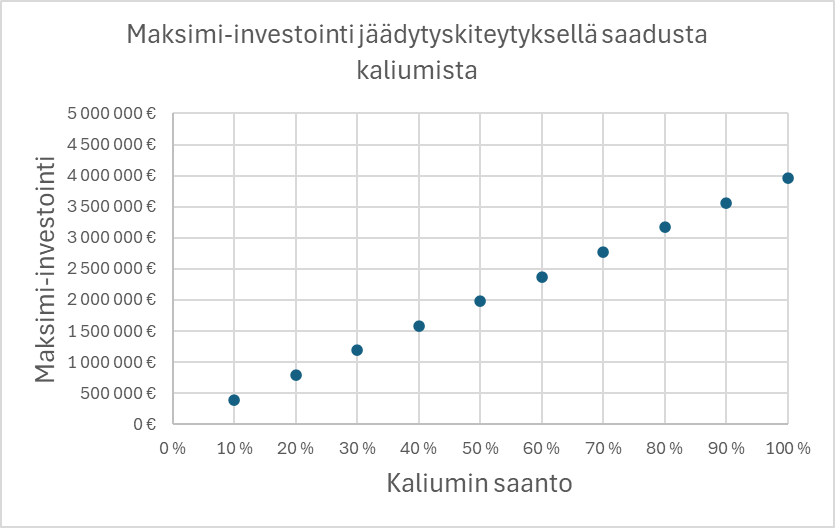 Maksimi-investointi jäädytyskiteytyksellä saadusta
kaliumista
Maksimi-investointi
5 000 000 €
4 500 000 €
4 000 000 €
3 500 000 €
3 000 000 €
2 500 000 €
2 000 000 €
1 500 000 €
1 000 000 €
500 000 €
0 €
0 % 10 % 20 % 30 % 40 % 50 % 60 % 70 % 80 % 90 % 100 %
Kaliumin saanto